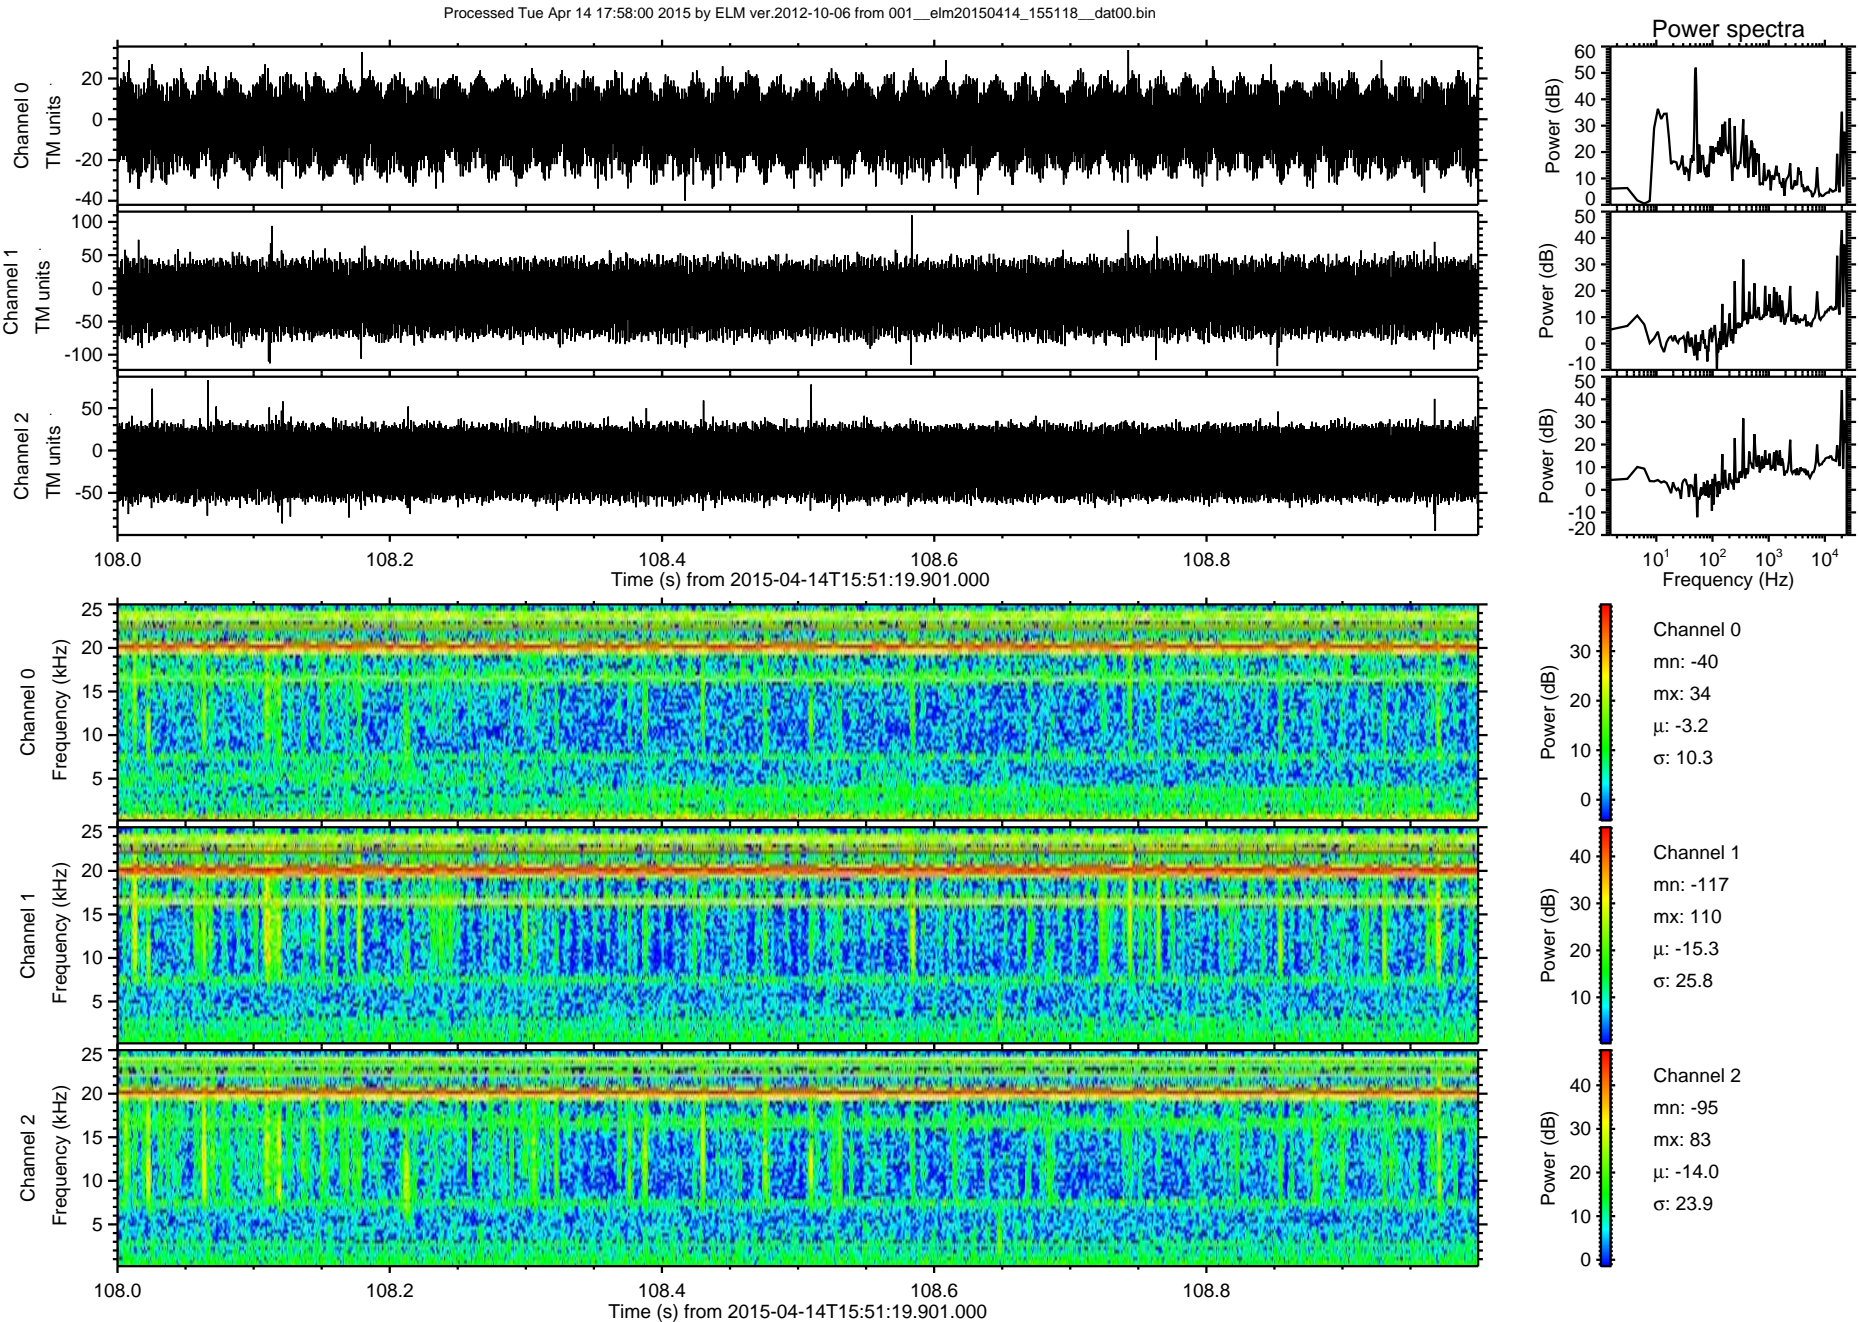 Processed Tue Apr 14 17:58:00 2015 by ELM ver.2012-10-06 from 001__elm20150414_155118__dat00.bin
Power spectra
Channel 0
TM units
20
0
-20
-40
Power (dB)
60
50
40
30
20
10
0
Channel 1
TM units
100
50
0
-50
-100
Power (dB)
50
40
30
20
10
0
-10
Channel 2
TM units
50
0
-50
Power (dB)
50
40
30
20
10
0
-10
-20
108.0 108.2 108.4 108.6 108.8
Time (s) from 2015-04-14T15:51:19.901.000
10¹ 10² 10³ 10⁴
Frequency (Hz)
Channel 0
Frequency (kHz)
25
20
15
10
5
Power (dB)
30
20
10
0
Channel 0
mn: -40
mx: 34
μ: -3.2
σ: 10.3
Channel 1
Frequency (kHz)
25
20
15
10
5
Power (dB)
40
30
20
10
Channel 1
mn: -117
mx: 110
μ: -15.3
σ: 25.8
Channel 2
Frequency (kHz)
25
20
15
10
5
Power (dB)
40
30
20
10
0
Channel 2
mn: -95
mx: 83
μ: -14.0
σ: 23.9
108.0 108.2 108.4 108.6 108.8
Time (s) from 2015-04-14T15:51:19.901.000